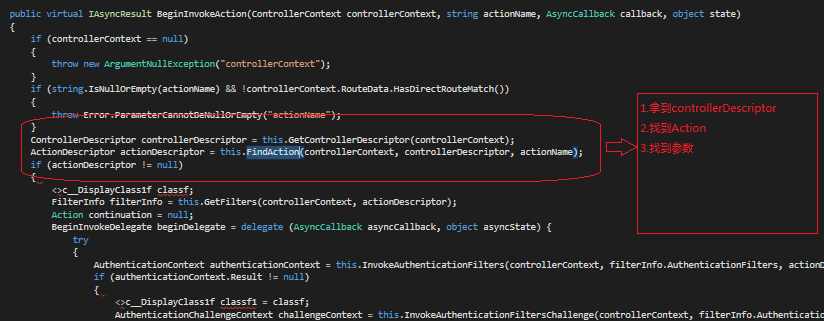 public virtual IAsyncResult BeginInvokeAction(ControllerContext controllerContext, string actionName, AsyncCallback callback, object state)
{
if (controllerContext == null)
{
throw new ArgumentNullException("controllerContext");
}
if (string.IsNullOrEmpty(actionName) && !controllerContext.RouteData.HasDirectRouteMatch())
{
throw Error.ParameterCannotBeNullOrEmpty("actionName");
}
ControllerDescriptor controllerDescriptor = this.GetControllerDescriptor(controllerContext);
ActionDescriptor actionDescriptor = this.FindAction(controllerContext, controllerDescriptor, actionName);
if (actionDescriptor != null)
{
<>c__DisplayClass1f classf;
FilterInfo filterInfo = this.GetFilters(controllerContext, actionDescriptor);
Action continuation = null;
BeginInvokeDelegate beginDelegate = delegate (AsyncCallback asyncCallback, object asyncState) {
try
{
AuthenticationContext authenticationContext = this.InvokeAuthenticationFilters(controllerContext, filterInfo.AuthenticationFilters, actionD
if (authenticationContext.Result != null)
{
<>c__DisplayClass1f classf1 = classf;
AuthenticationChallengeContext challengeContext = this.InvokeAuthenticationFiltersChallenge(controllerContext, filterInfo.Authentication
1.拿到controllerDescriptor
2.找到Action
3.找到参数